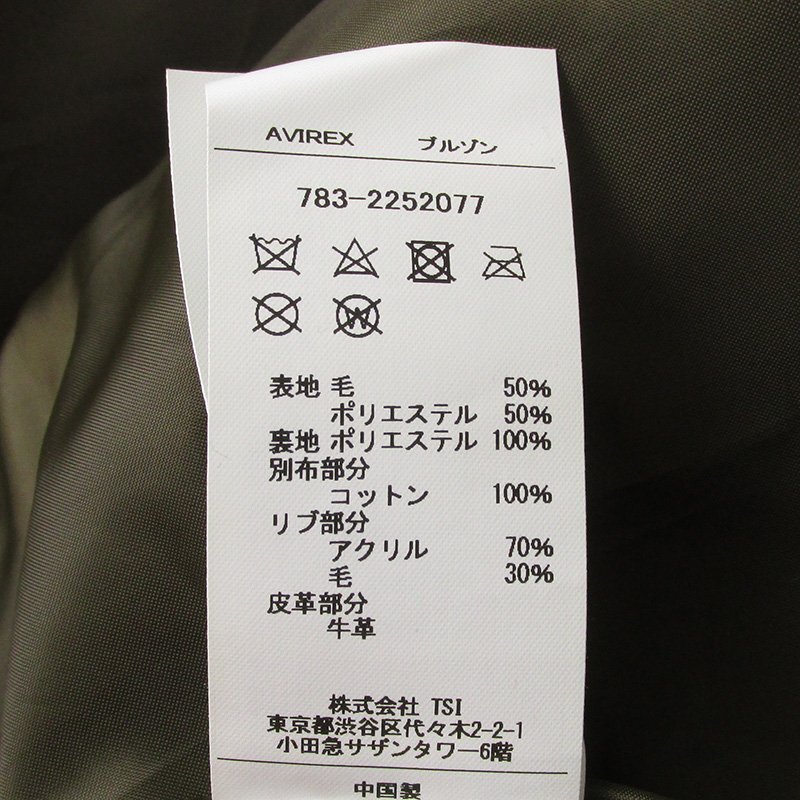 AVIREX ブルゾン
783-2252077
W
表地 毛 50%
ポリエステル 50%
裏地 ポリエステル 100%
別布部分
コットン 100%
リブ部分
アクリル 70%
毛 30%
皮革部分
牛革
株式会社 TSI
東京都渋谷区代々木2-2-1
小田急サザンタワー6階
中国製